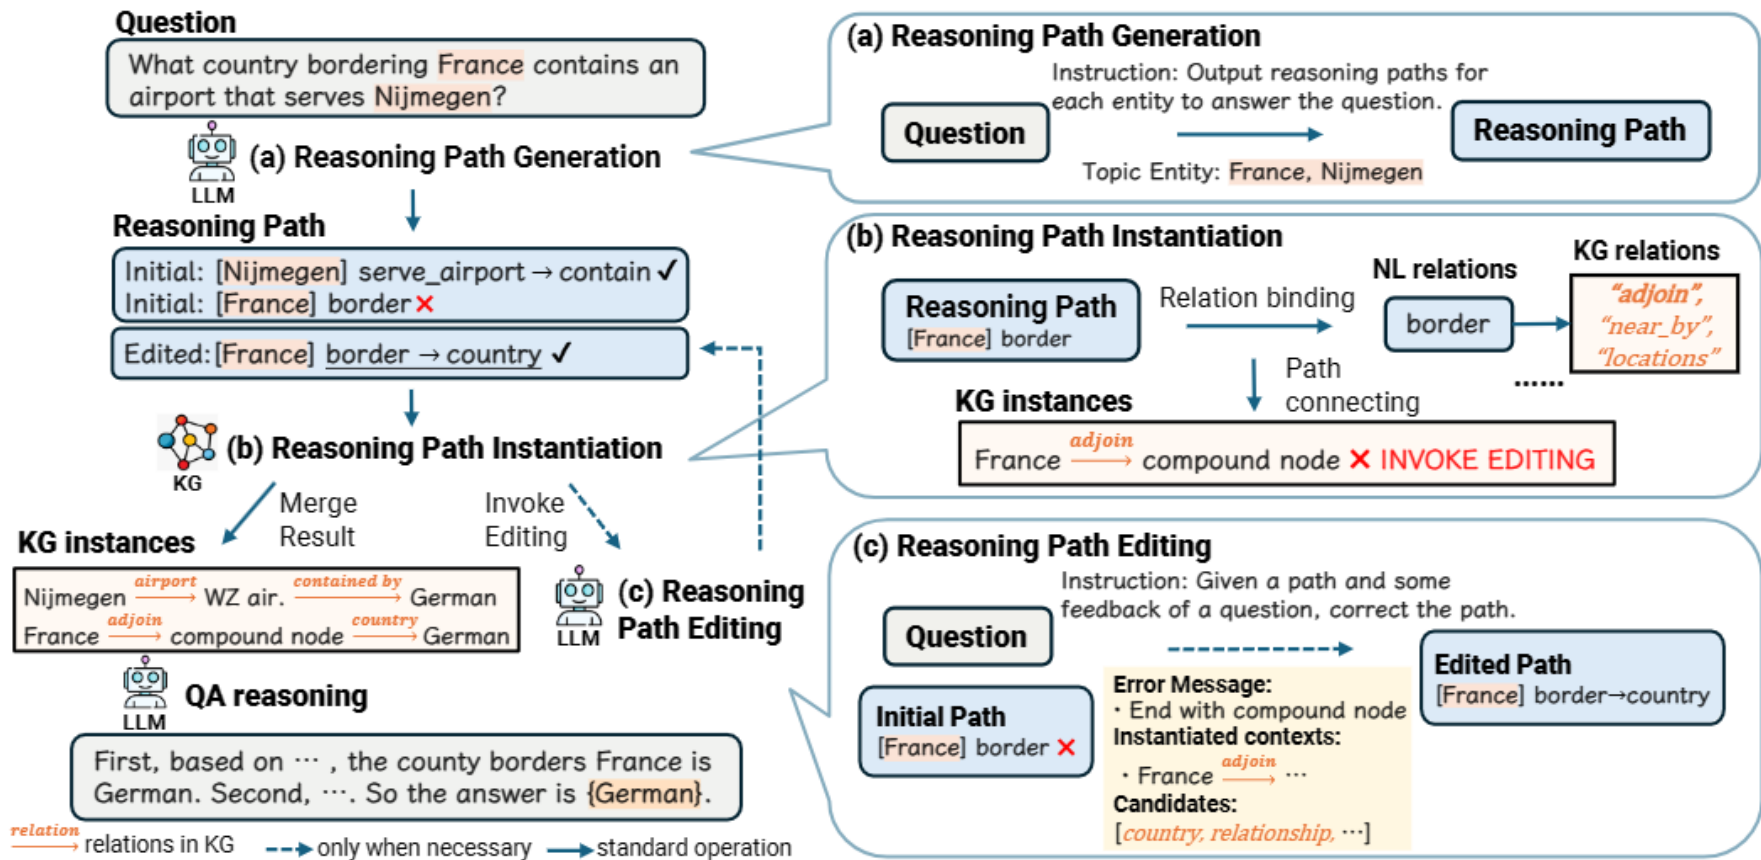 Question
What country bordering France contains an
airport that serves Nijmegen?
LLM
(a) Reasoning Path Generation
Reasoning Path
Initial: [Nijmegen] serve_airport → contain ✓
Initial: [France] border ✕
Edited: [France] border → country ✓
KG
(b) Reasoning Path Instantiation
Merge
Result
Invoke
Editing
KG instances
Nijmegen airport → WZ air. contained by → German
France adjoin → compound node country → German
LLM
(c) Reasoning
Path Editing
LLM
QA reasoning
First, based on ··· , the county borders France is
German. Second, ···. So the answer is {German}.
relation → relations in KG
only when necessary
standard operation
(a) Reasoning Path Generation
Instruction: Output reasoning paths for
each entity to answer the question.
Question
Reasoning Path
Topic Entity: France, Nijmegen
(b) Reasoning Path Instantiation
Reasoning Path
[France] border
Relation binding
NL relations
border
KG relations
"adjoin",
"near_by",
"locations"
......
Path
connecting
KG instances
France adjoin → compound node ✕ INVOKE EDITING
(c) Reasoning Path Editing
Instruction: Given a path and some
feedback of a question, correct the path.
Question
Initial Path
[France] border ✕
Error Message:
· End with compound node
Instantiated contexts:
· France adjoin → ···
Candidates:
[country, relationship, ···]
Edited Path
[France] border→country